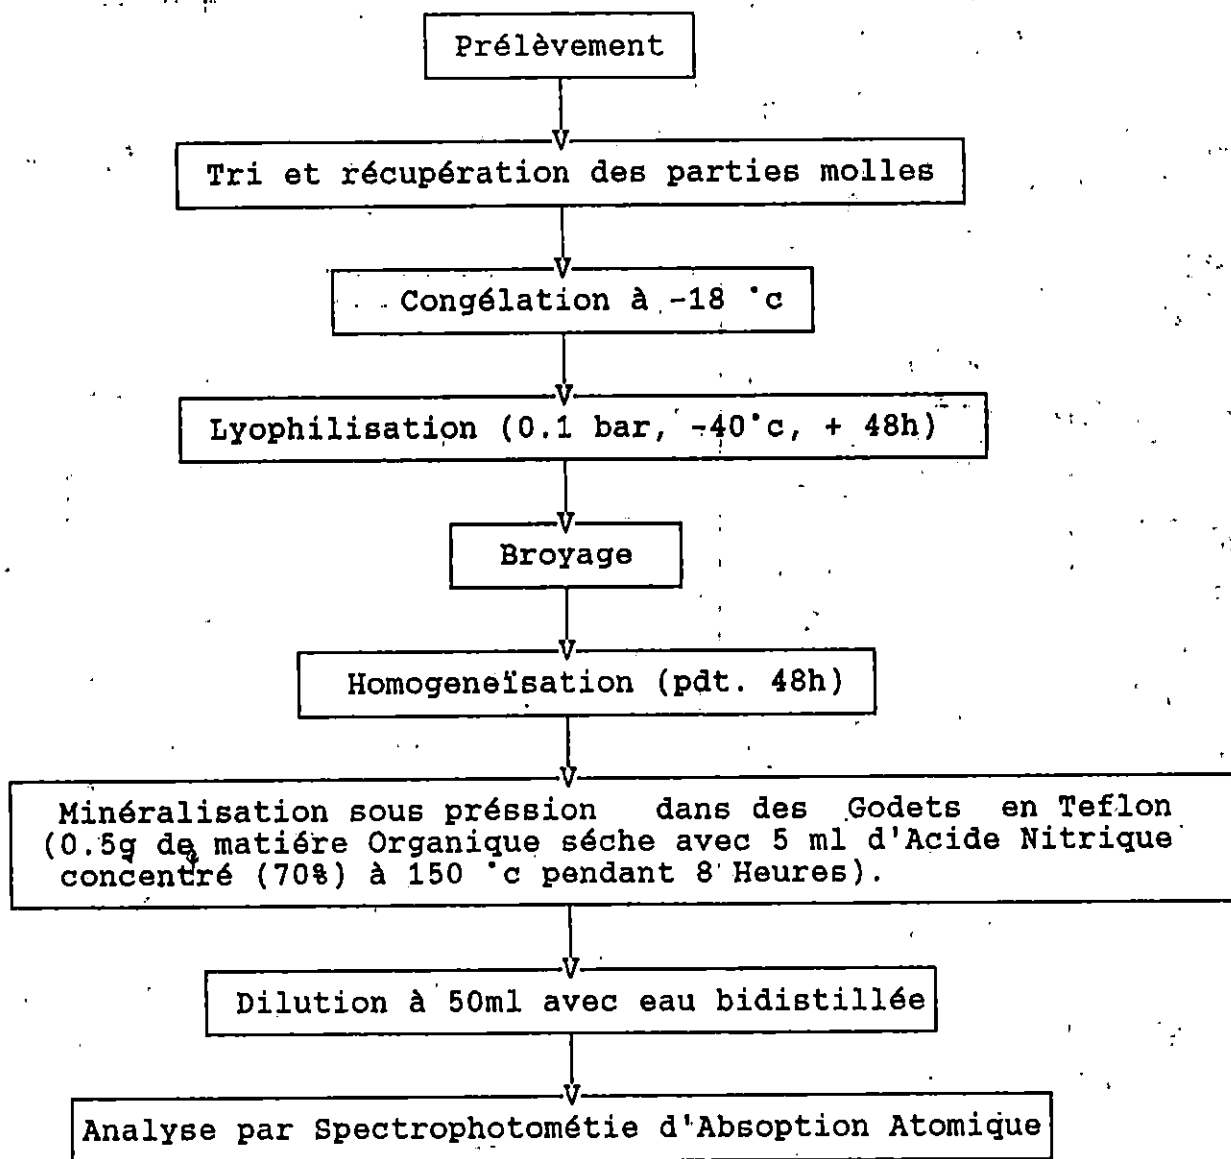 Prélèvement
Tri et récupération des parties molles
Congélation à -18 °c
Lyophilisation (0.1 bar, -40°c, + 48h)
Broyage
Homogeneïsation (pdt. 48h)
Minéralisation sous préssion dans des Godets en Teflon
(0.5g de matiére Organique séche avec 5 ml d'Acide Nitrique
concentré (70%) à 150 °c pendant 8 Heures).
Dilution à 50ml avec eau bidistillée
Analyse par Spectrophotométie d'Absoption Atomique